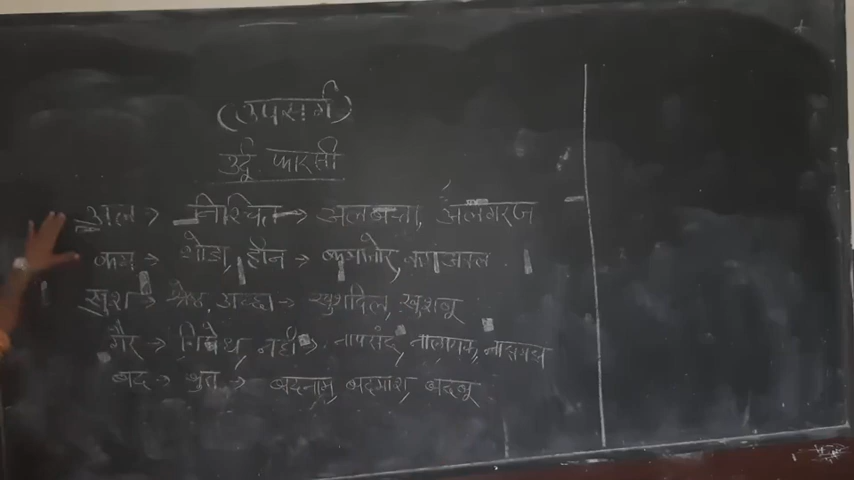 (उपसर्ग)
उर्दू फारसी
अल → निश्चित → अलबत्ता, अलगरज
कम → थोडा, हीन → कमजोर, कमअक्ल
खुश → श्रेष्ठ, अच्छा → खुशदिल, खुशबू
गैर → निषेध, नहीं → नापसंद, नालायक, नासमझ
बद → बुरा → बदनाम, बदमाश, बदबू